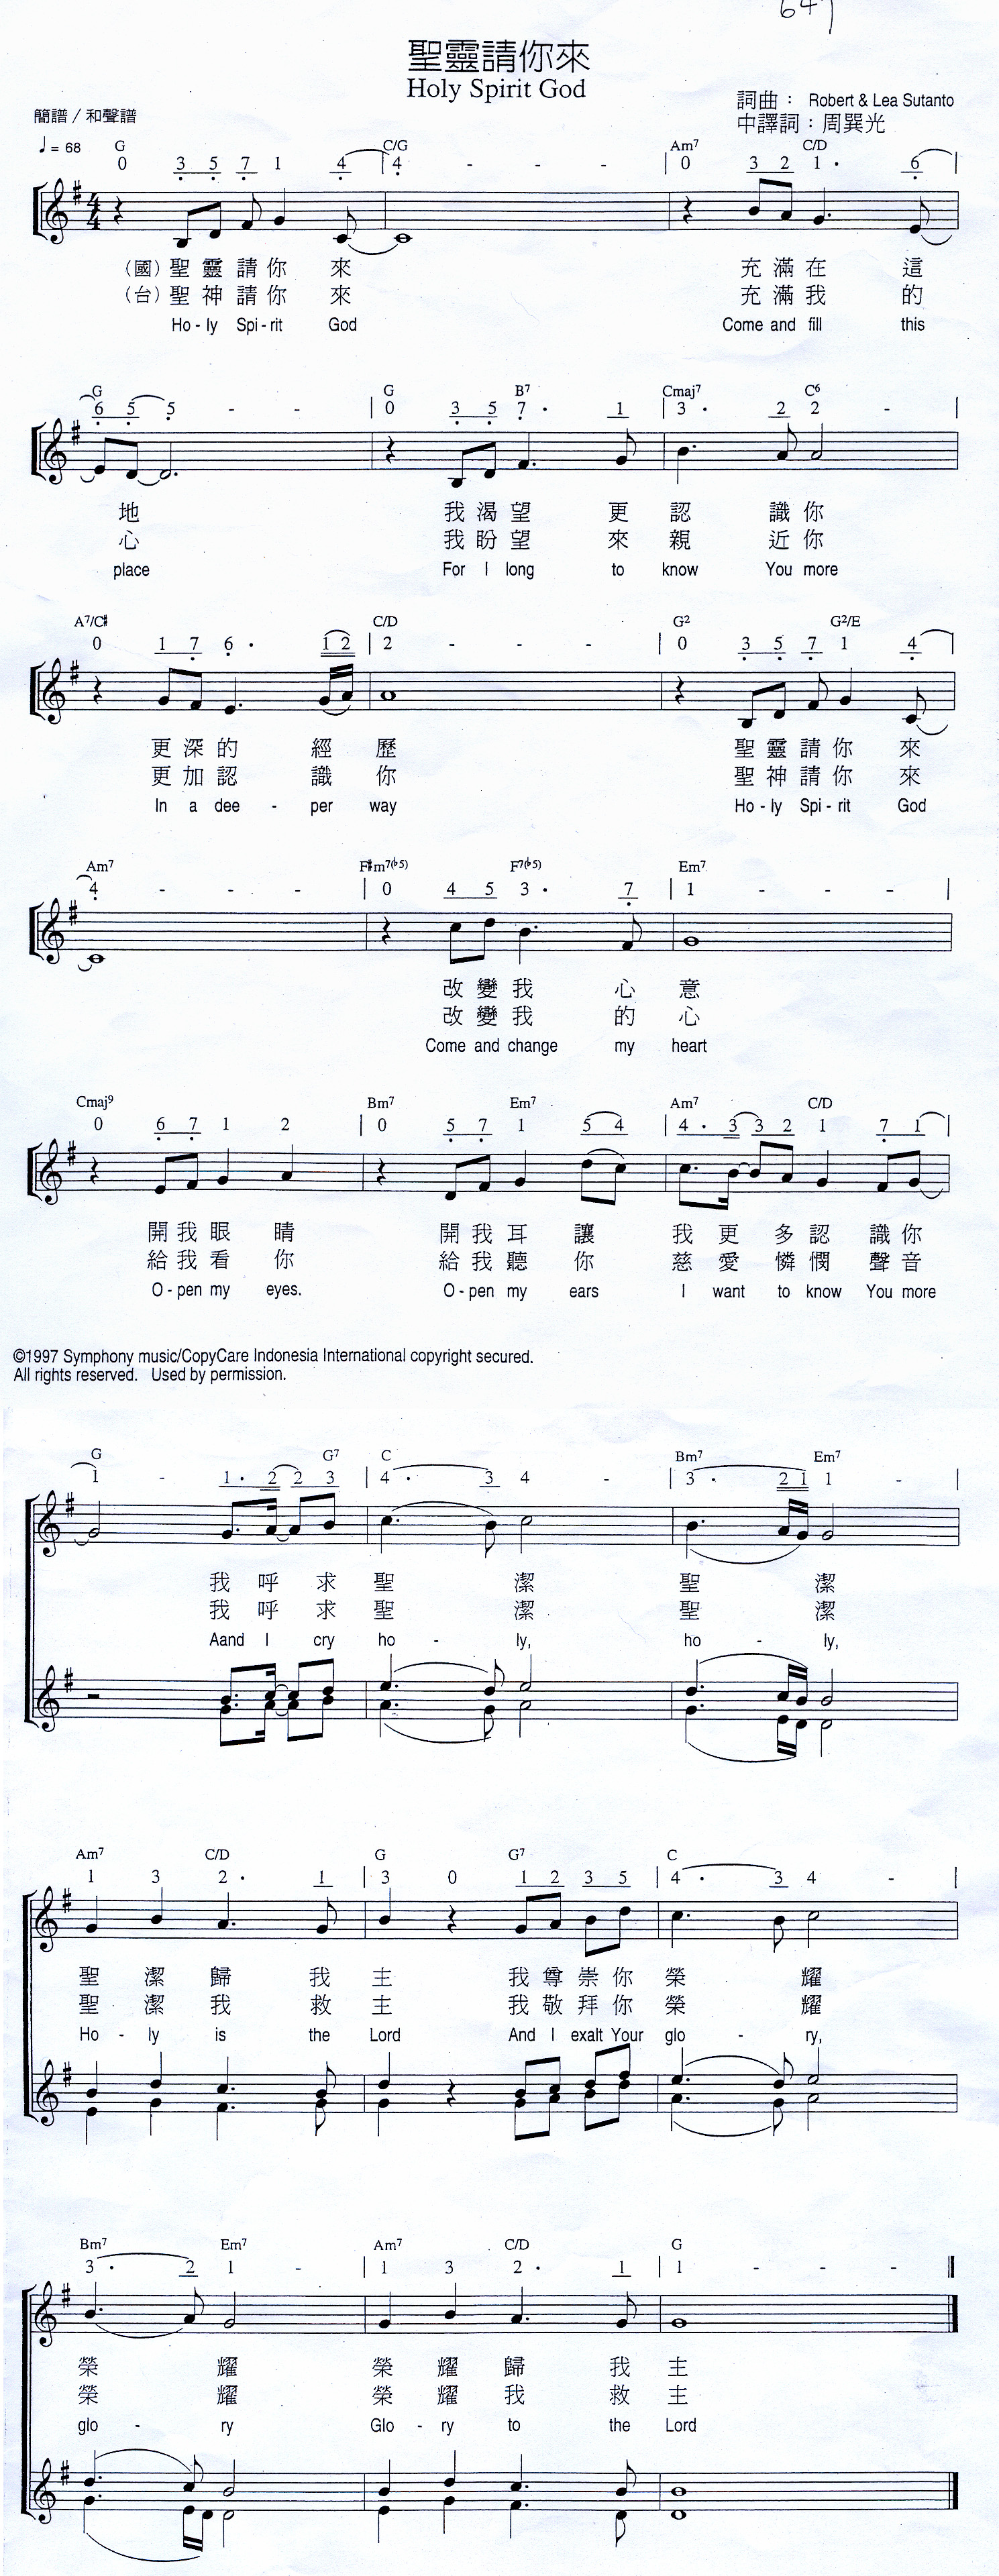 647
聖靈請你來
Holy Spirit God
詞曲： Robert & Lea Sutanto
簡譜 / 和聲譜
中譯詞：周巽光
♩= 68 G C/G Am7 C/D
0 3 5 7 1 4 | 4 - - - | 0 3 2 1 · 6 |
（國）聖靈請你 來 充滿在 這
（台）聖神請你 來 充滿我 的
Ho - ly Spi - rit God Come and fill this
G G B7 Cmaj7 C6
6 5 5 - - | 0 3 5 7 · 1 | 3 · 2 2 - |
地 我渴望 更 認 識你
心 我盼望 來 親 近你
place For I long to know You more
A7/C# C/D G2 G2/E
0 1 7 6 · 1 2 | 2 - - - | 0 3 5 7 1 4 |
更深的 經 歷 聖靈請你 來
更加認 識 你 聖神請你 來
In a dee - per way Ho - ly Spi - rit God
Am7 F#m7(♭5) F7(♭5) Em7
4 - - - | 0 4 5 3 · 7 | 1 - - - |
改變我 心 意
改變我 的 心
Come and change my heart
Cmaj9 Bm7 Em7 Am7 C/D
0 6 7 1 2 | 0 5 7 1 5 4 | 4 · 3 3 2 1 7 1 |
開我眼 睛 開我耳 讓 我 更 多認 識你
給我看 你 給我聽 你 慈 愛 憐憫 聲音
O - pen my eyes. O - pen my ears I want to know You more
©1997 Symphony music/CopyCare Indonesia International copyright secured.
All rights reserved. Used by permission.
G G7 C Bm7 Em7
1 - 1 · 2 2 3 | 4 · 3 4 - | 3 · 2 1 1 - |
我 呼 求 聖 潔 聖 潔
我 呼 求 聖 潔 聖 潔
Aand I cry ho - ly, ho - ly,
Am7 C/D G G7 C
1 3 2 · 1 | 3 0 1 2 3 5 | 4 · 3 4 - |
聖 潔 歸 我 主 我尊崇你 榮 耀
聖 潔 我 救 主 我敬拜你 榮 耀
Ho - ly is the Lord And I exalt Your glo - ry,
Bm7 Em7 Am7 C/D G
3 · 2 1 - | 1 3 2 · 1 | 1 - - - |
榮 耀 榮 耀 歸 我 主
榮 耀 榮 耀 我 救 主
glo - ry Glo - ry to the Lord